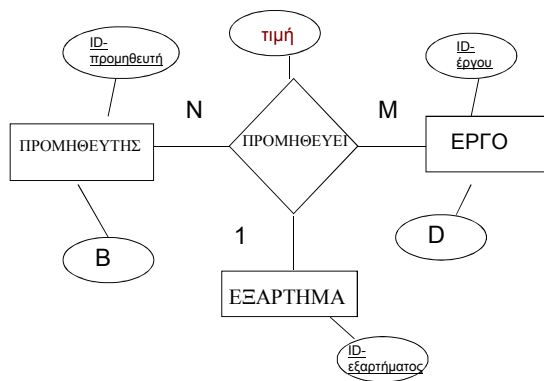 τιμή
ID-
προμηθευτή
ID-
έργου
N
M
ΠΡΟΜΗΘΕΥΤΗΣ
ΠΡΟΜΗΘΕΥΕΙ
ΕΡΓΟ
B
1
D
ΕΞΑΡΤΗΜΑ
ID-
εξαρτήματος